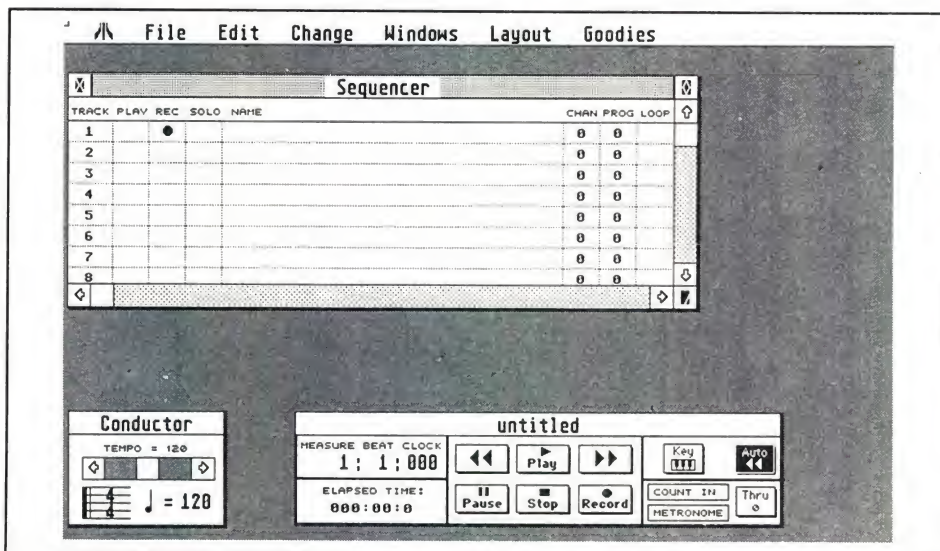 File Edit Change Windows Layout Goodies
Sequencer
TRACK PLAY REC SOLO NAME CHAN PROG LOOP
1 0 0
2 0 0
3 0 0
4 0 0
5 0 0
6 0 0
7 0 0
8 0 0
Conductor
TEMPO = 120
4
4 = 120
untitled
MEASURE BEAT CLOCK
1: 1:000
ELAPSED TIME:
000:00:0
Play
Pause Stop Record
Key Auto
COUNT IN
METRONOME
Thru
0